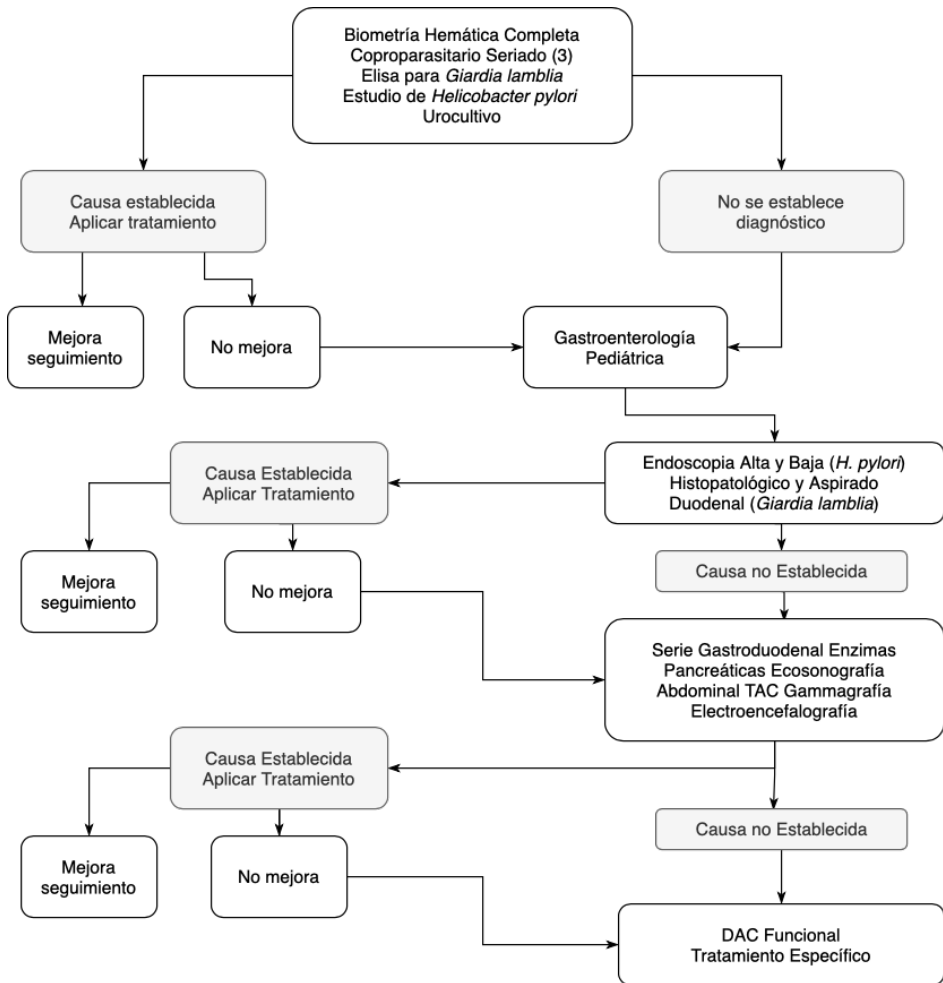 Biometría Hemática Completa
Coproparasitario Seriado (3)
Elisa para Giardia lamblia
Estudio de Helicobacter pylori
Urocultivo
Causa establecida
Aplicar tratamiento
No se establece
diagnóstico
Mejora
seguimiento
No mejora
Gastroenterología
Pediátrica
Causa Establecida
Aplicar Tratamiento
Endoscopia Alta y Baja (H. pylori)
Histopatológico y Aspirado
Duodenal (Giardia lamblia)
Mejora
seguimiento
No mejora
Causa no Establecida
Serie Gastroduodenal Enzimas
Pancreáticas Ecosonografía
Abdominal TAC Gammagrafía
Electroencefalografía
Causa Establecida
Aplicar Tratamiento
Causa no Establecida
Mejora
seguimiento
No mejora
DAC Funcional
Tratamiento Específico